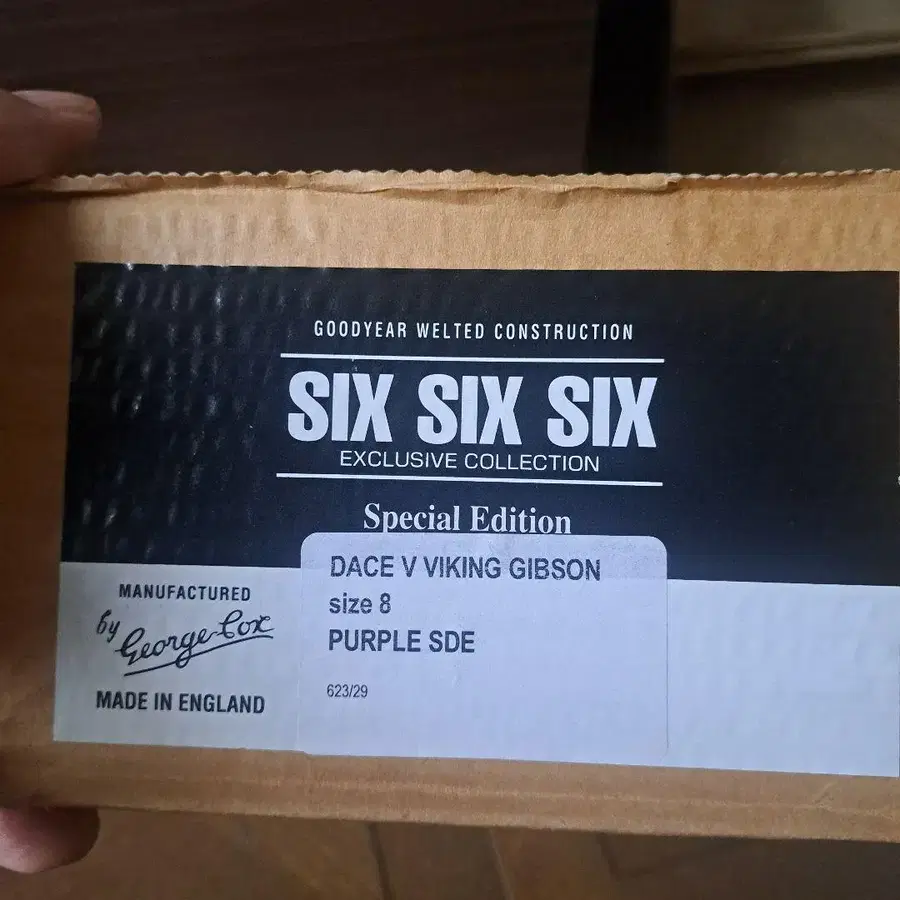 GOODYEAR WELTED CONSTRUCTION
SIX SIX SIX
EXCLUSIVE COLLECTION
Special Edition
DACE V VIKING GIBSON
size 8
PURPLE SDE
623/29
MANUFACTURED
by George Cox
MADE IN ENGLAND